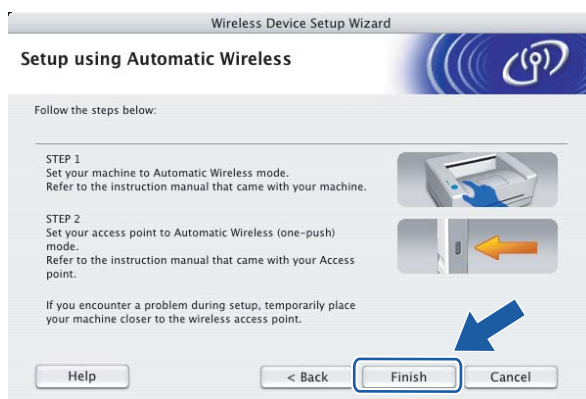 Wireless Device Setup Wizard
Setup using Automatic Wireless
Follow the steps below:
STEP 1
Set your machine to Automatic Wireless mode.
Refer to the instruction manual that came with your machine.
STEP 2
Set your access point to Automatic Wireless (one-push)
mode.
Refer to the instruction manual that came with your Access
point.
If you encounter a problem during setup, temporarily place
your machine closer to the wireless access point.
Help
< Back
Finish
Cancel